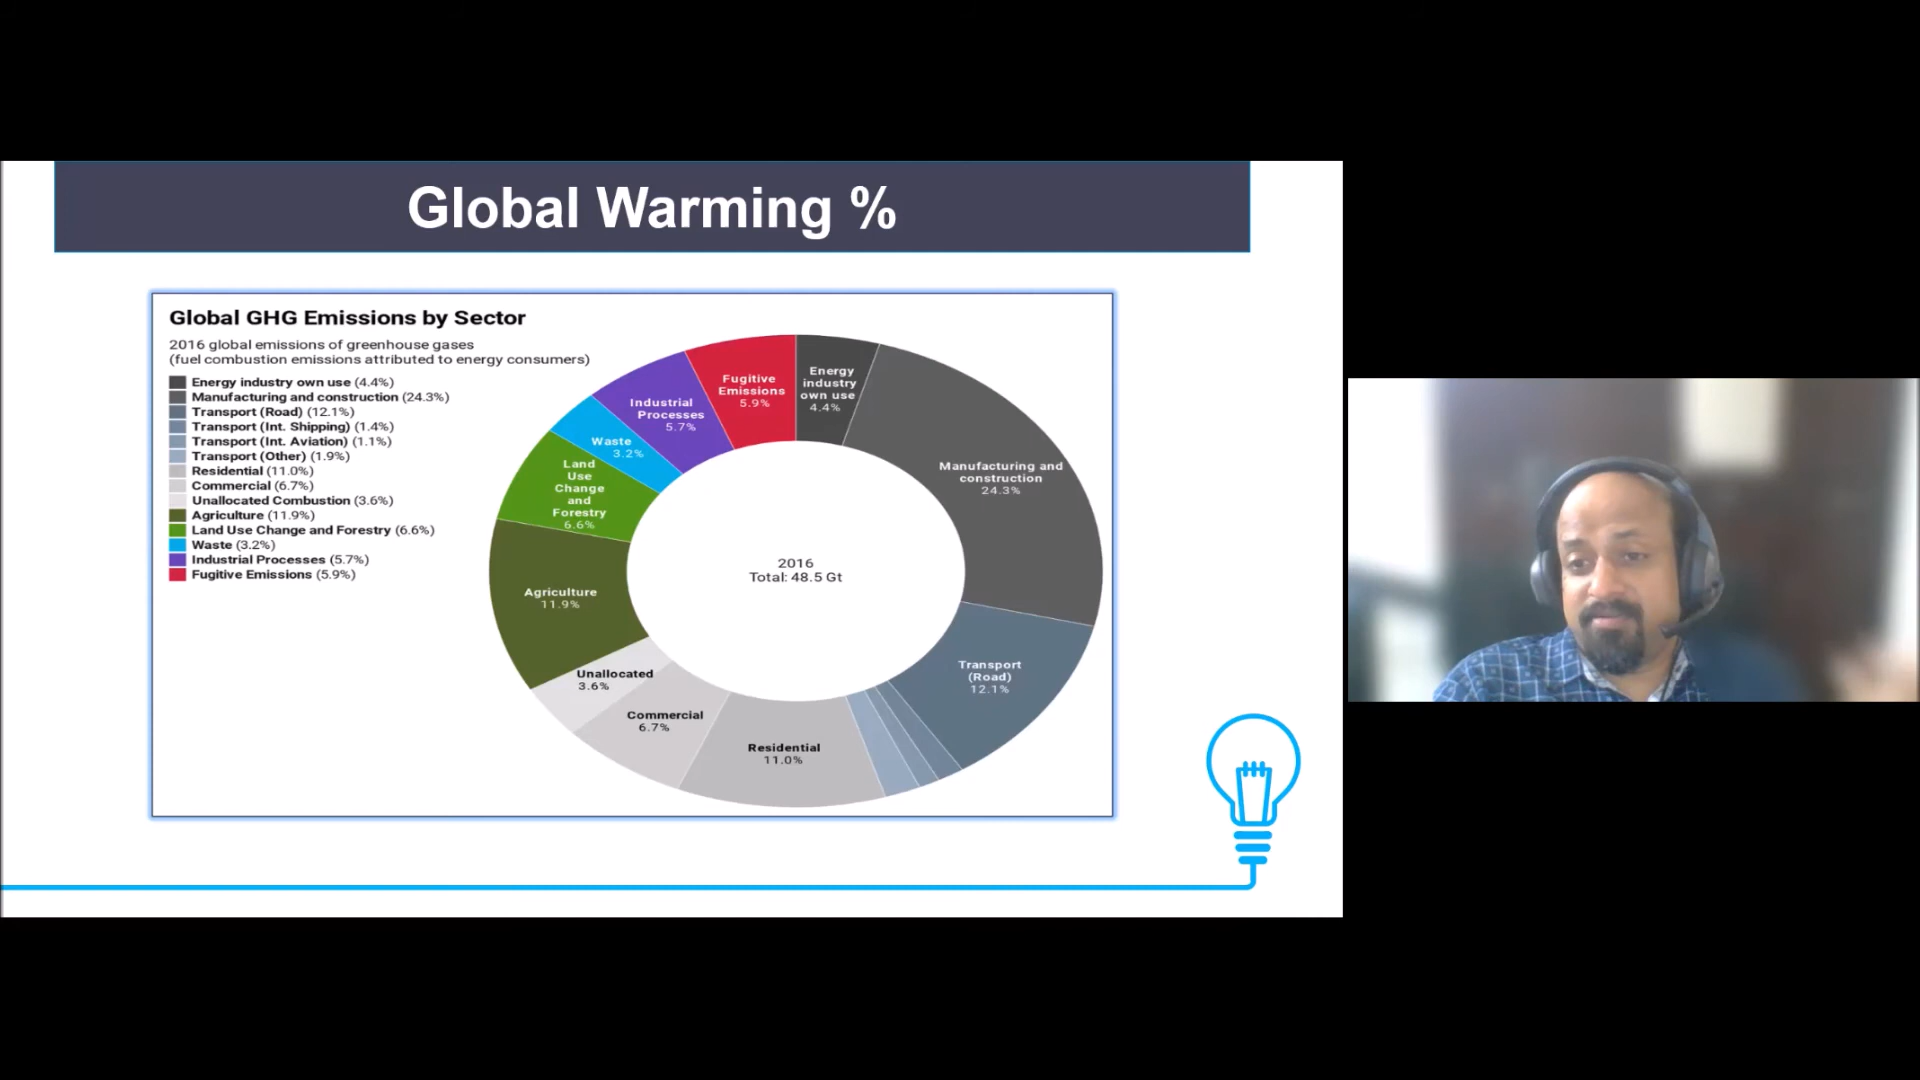 Global Warming %
Global GHG Emissions by Sector
2016 global emissions of greenhouse gases
(fuel combustion emissions attributed to energy consumers)
Energy industry own use (4.4%)
Manufacturing and construction (24.3%)
Transport (Road) (12.1%)
Transport (Int. Shipping) (1.4%)
Transport (Int. Aviation) (1.1%)
Transport (Other) (1.9%)
Residential (11.0%)
Commercial (6.7%)
Unallocated Combustion (3.6%)
Agriculture (11.9%)
Land Use Change and Forestry (6.6%)
Waste (3.2%)
Industrial Processes (5.7%)
Fugitive Emissions (5.9%)
Energy
industry
own use
4.4%
Manufacturing and
construction
24.3%
Transport
(Road)
12.1%
Residential
11.0%
Commercial
6.7%
Unallocated
3.6%
Agriculture
11.9%
Land
Use
Change
and
Forestry
6.6%
Waste
3.2%
Industrial
Processes
5.7%
Fugitive
Emissions
5.9%
2016
Total: 48.5 Gt